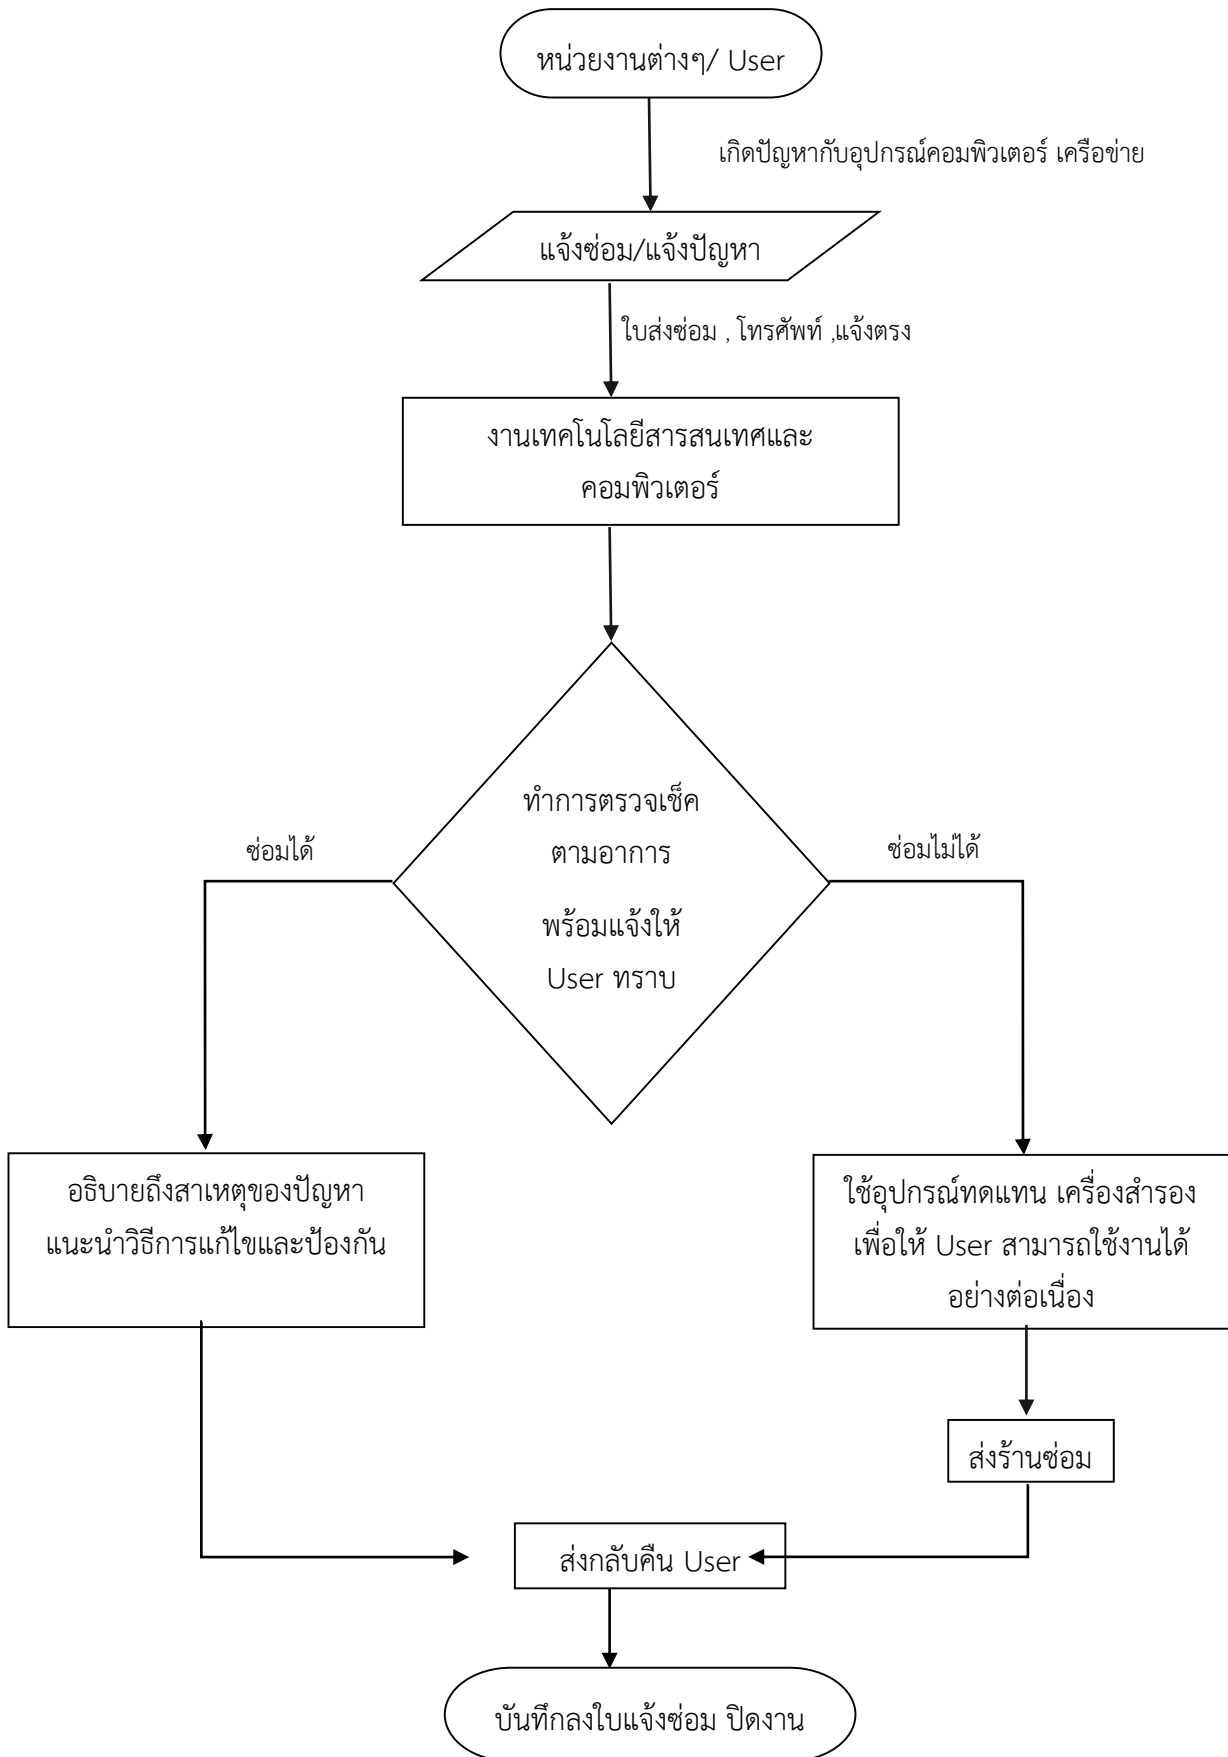 หน่วยงานต่างๆ/ User
เกิดปัญหากับอุปกรณ์คอมพิวเตอร์ เครือข่าย
แจ้งซ่อม/แจ้งปัญหา
ใบส่งซ่อม , โทรศัพท์ ,แจ้งตรง
งานเทคโนโลยีสารสนเทศและ
คอมพิวเตอร์
ทำการตรวจเช็ค
ตามอาการ
พร้อมแจ้งให้
User ทราบ
ซ่อมได้
ซ่อมไม่ได้
อธิบายถึงสาเหตุของปัญหา
แนะนำวิธีการแก้ไขและป้องกัน
ใช้อุปกรณ์ทดแทน เครื่องสำรอง
เพื่อให้ User สามารถใช้งานได้
อย่างต่อเนื่อง
ส่งร้านซ่อม
ส่งกลับคืน User
บันทึกลงใบแจ้งซ่อม ปิดงาน